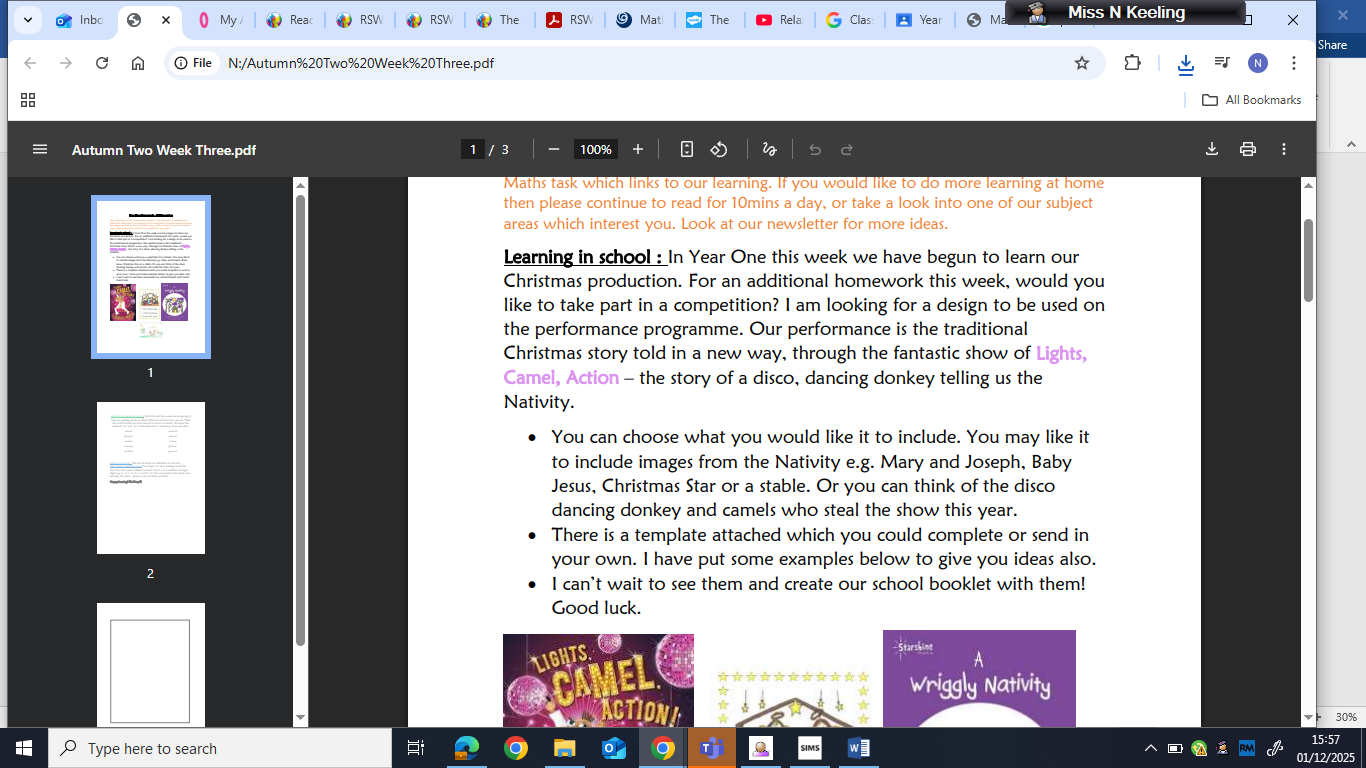 Inbo
My A
Reac
RSW
RSW
The
RSW
Mat
The
Rela
Clas
Year
Ma
Miss N Keeling
Share
File
N:/Autumn%20Two%20Week%20Three.pdf
N
All Bookmarks
Autumn Two Week Three.pdf
1 / 3
100%
Maths task which links to our learning. If you would like to do more learning at home
then please continue to read for 10mins a day, or take a look into one of our subject
areas which interest you. Look at our newsletter for more ideas.
Learning in school : In Year One this week we have begun to learn our
Christmas production. For an additional homework this week, would you
like to take part in a competition? I am looking for a design to be used on
the performance programme. Our performance is the traditional
Christmas story told in a new way, through the fantastic show of Lights,
Camel, Action – the story of a disco, dancing donkey telling us the
Nativity.
• You can choose what you would like it to include. You may like it
to include images from the Nativity e.g. Mary and Joseph, Baby
Jesus, Christmas Star or a stable. Or you can think of the disco
dancing donkey and camels who steal the show this year.
• There is a template attached which you could complete or send in
your own. I have put some examples below to give you ideas also.
• I can't wait to see them and create our school booklet with them!
Good luck.
LIGHTS,
CAMEL,
ACTION!
Starshine
A
Wriggly Nativity
1
2
30%
Type here to search
SIMS
RM
15:57
01/12/2025